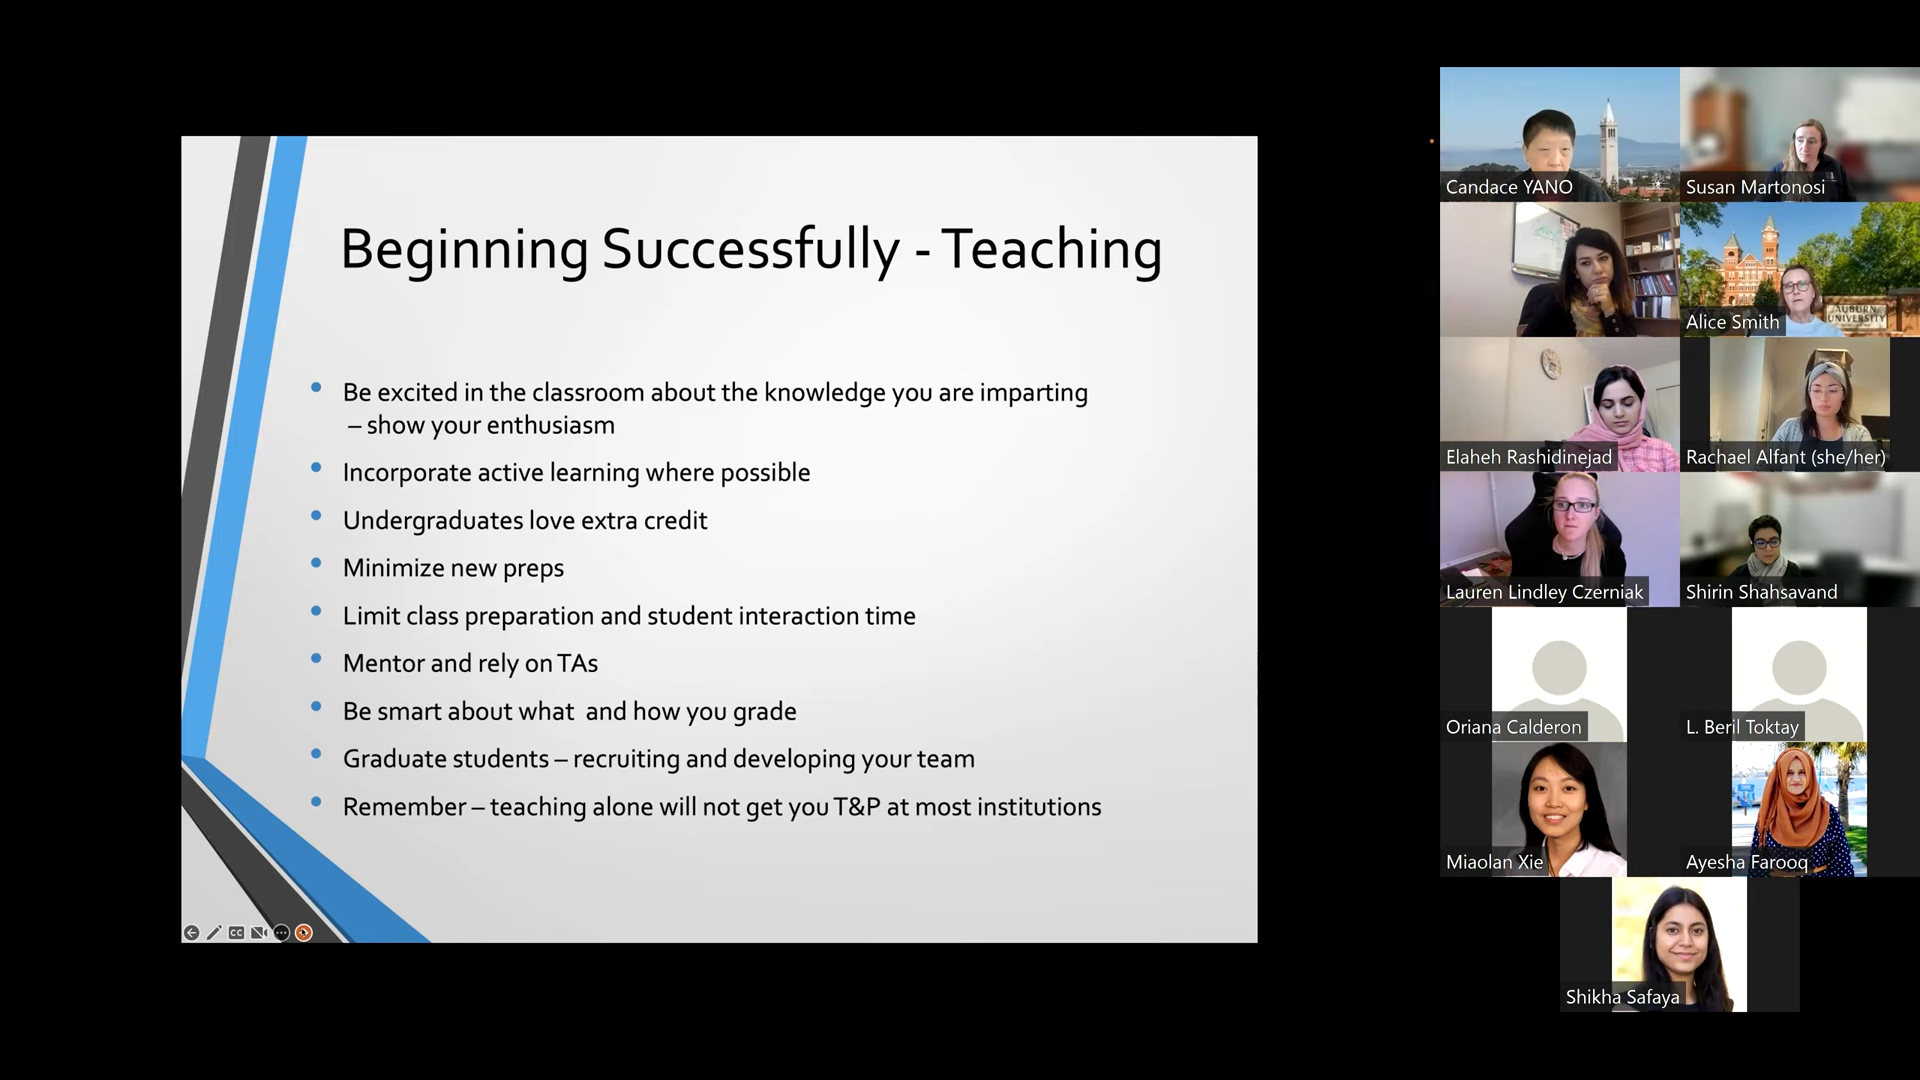 Beginning Successfully - Teaching
Be excited in the classroom about the knowledge you are imparting
– show your enthusiasm
Incorporate active learning where possible
Undergraduates love extra credit
Minimize new preps
Limit class preparation and student interaction time
Mentor and rely on TAs
Be smart about what  and how you grade
Graduate students – recruiting and developing your team
Remember – teaching alone will not get you T&P at most institutions
CC
Candace YANO
Susan Martonosi
AUBURN
UNIVERSITY
Alice Smith
Elaheh Rashidinejad
Rachael Alfant (she/her)
Lauren Lindley Czerniak
Shirin Shahsavand
Oriana Calderon
L. Beril Toktay
Miaolan Xie
Ayesha Farooq
Shikha Safaya